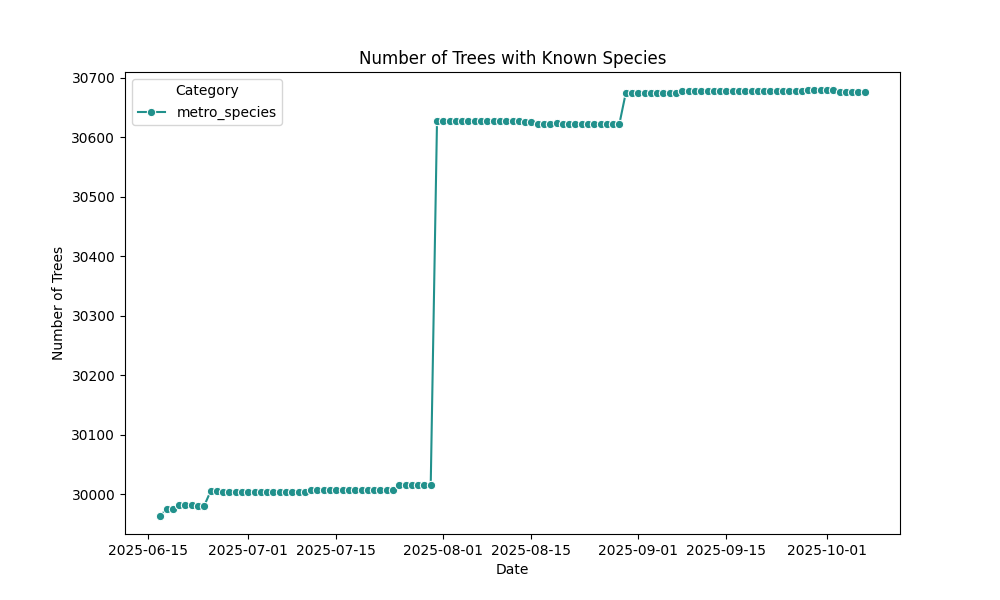 Number of Trees with Known Species
Category
metro_species
Number of Trees
30700
30600
30500
30400
30300
30200
30100
30000
2025-06-15 2025-07-01 2025-07-15 2025-08-01 2025-08-15 2025-09-01 2025-09-15 2025-10-01
Date